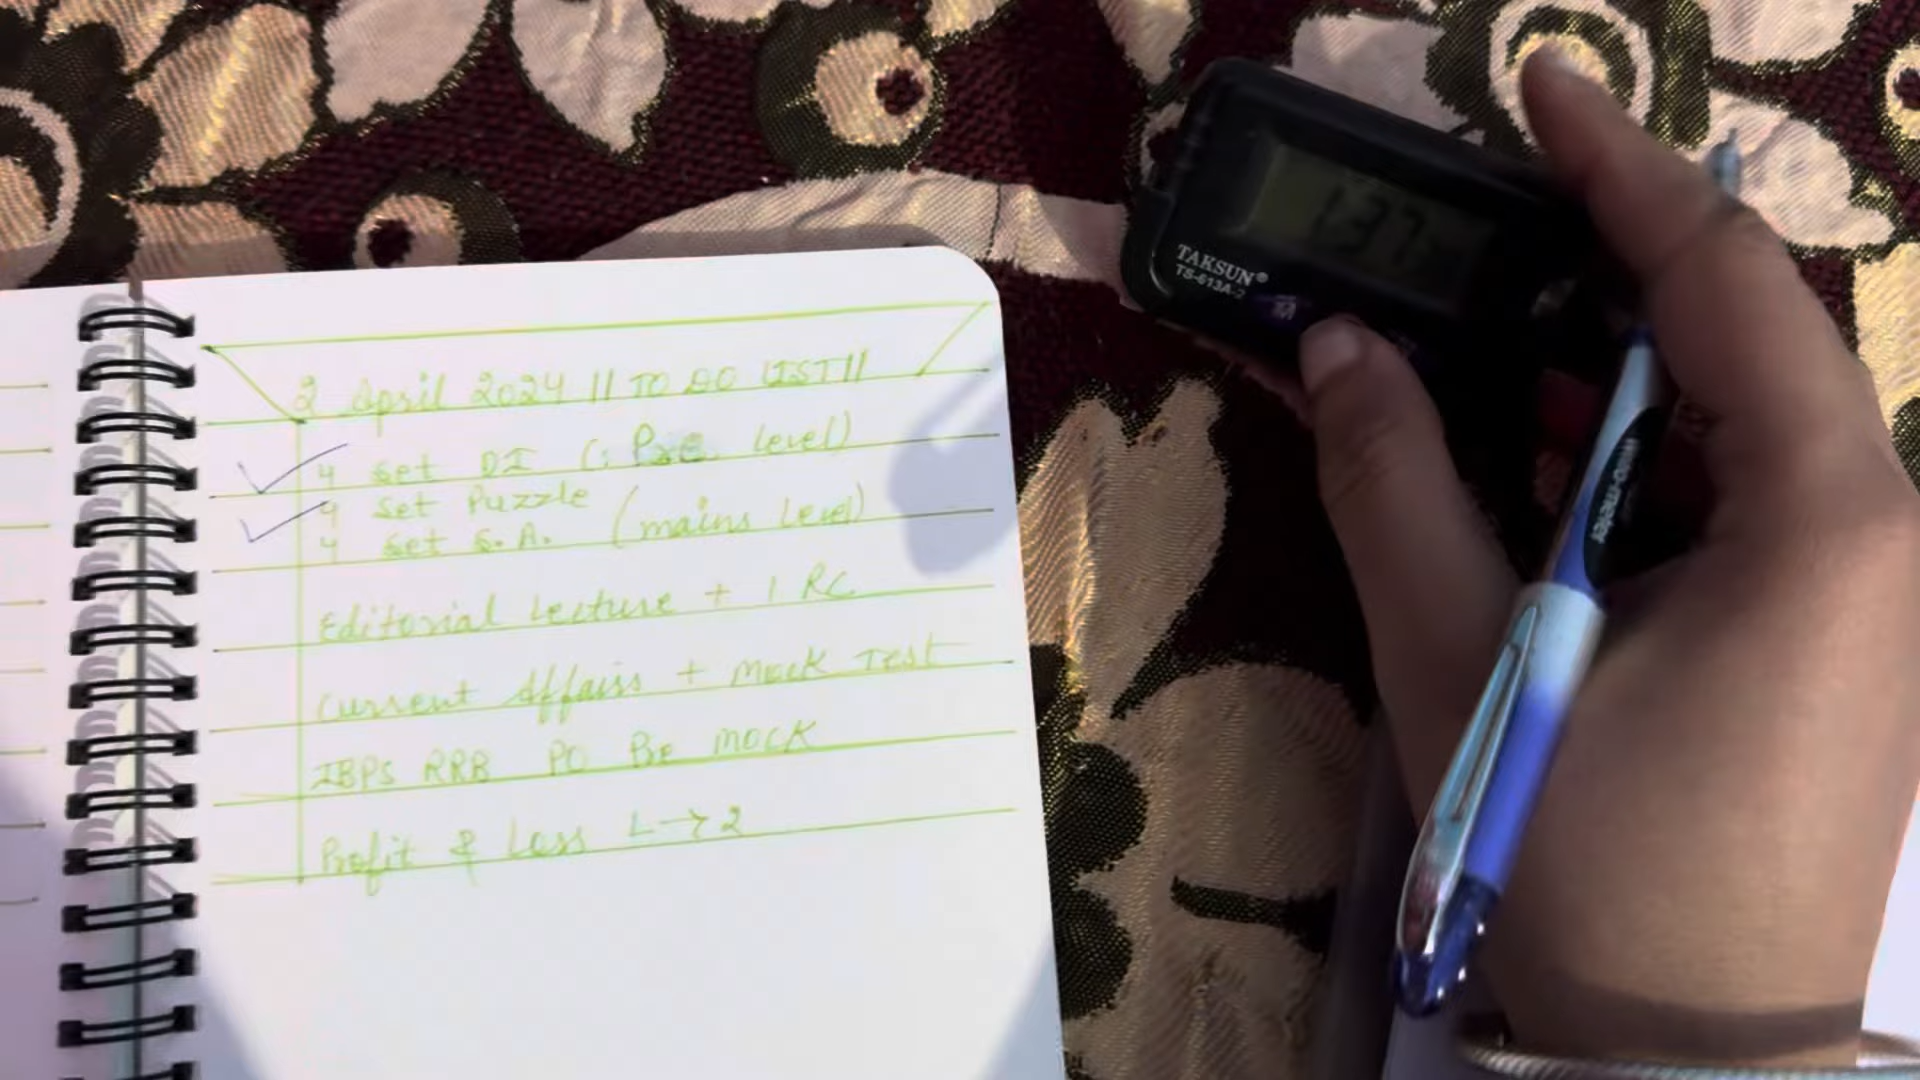 2 April 2024 || TO DO LIST ||
4 Set DI (: Pre. level)
4 Set Puzzle
4 Set S.A. (mains level)
Editorial lecture + 1 RC
Current Affairs + Mock Test
IBPS RRB PO Pre MOCK
Profit & Loss L→2
TAKSUN®
TS-613A-2
1:37